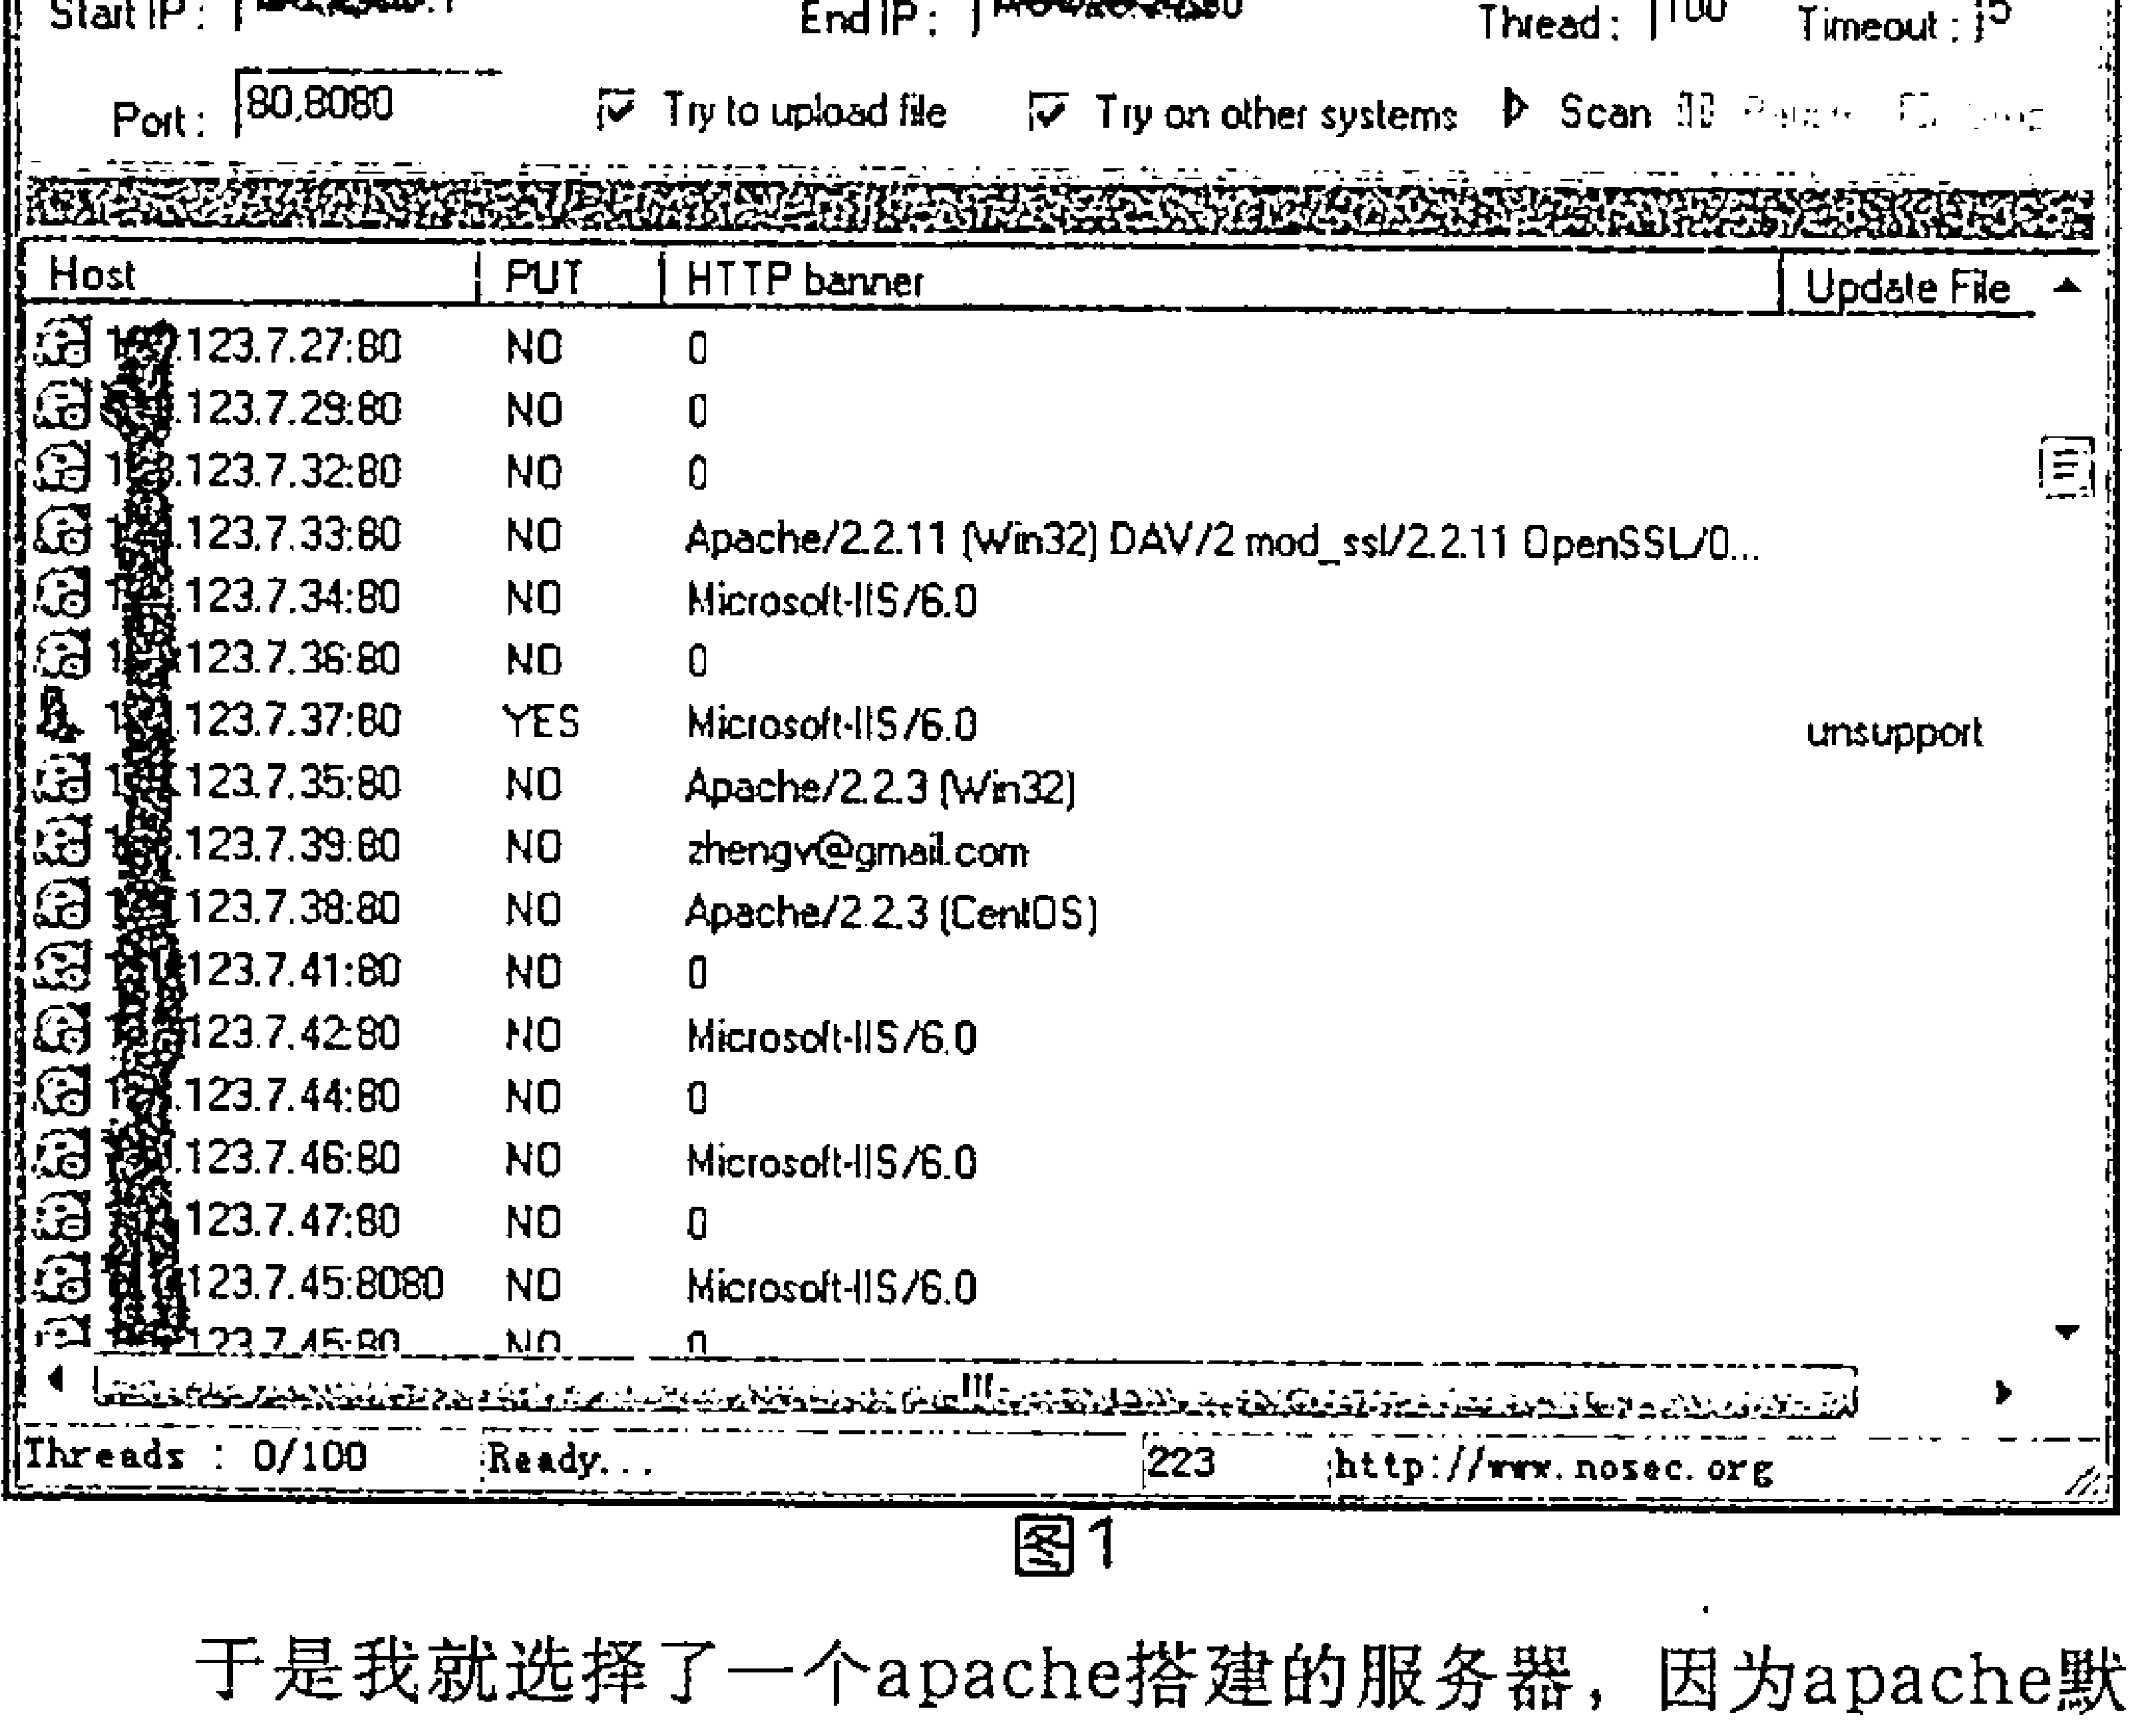 Start IP :
End IP :
Thread : 100
Timeout : 5
Port : 80,8080
Try to upload file
Try on other systems
Scan
Host PUT HTTP banner Update File
123.7.27:80 NO 0
.123.7.29:80 NO 0
.123.7.32:80 NO 0
.123.7.33:80 NO Apache/2.2.11 (Win32) DAV/2 mod_ssl/2.2.11 OpenSSL/0...
.123.7.34:80 NO Microsoft-IIS/6.0
123.7.36:80 NO 0
123.7.37:80 YES Microsoft-IIS/6.0 unsupport
123.7.35:80 NO Apache/2.2.3 (Win32)
.123.7.39:80 NO zhengv@gmail.com
123.7.38:80 NO Apache/2.2.3 (CentOS)
123.7.41:80 NO 0
123.7.42:80 NO Microsoft-IIS/6.0
.123.7.44:80 NO 0
.123.7.46:80 NO Microsoft-IIS/6.0
123.7.47:80 NO 0
123.7.45:8080 NO Microsoft-IIS/6.0
123.7.45:80 NO 0
Threads : 0/100 Ready... 223 http://www.nosec.org
图1
于是我就选择了一个apache搭建的服务器，因为apache默